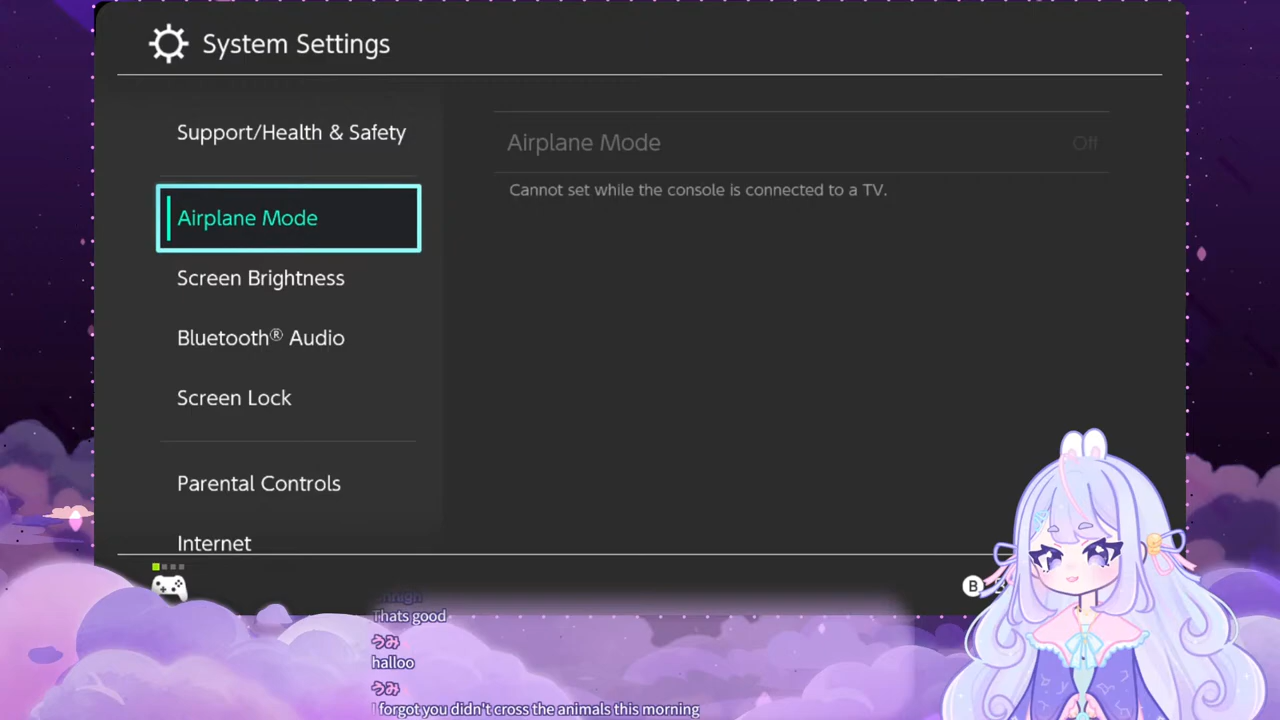 System Settings
Support/Health & Safety
Airplane Mode
Screen Brightness
Bluetooth® Audio
Screen Lock
Parental Controls
Internet
Airplane Mode
Off
Cannot set while the console is connected to a TV.
B
Thats good
うみ
halloo
うみ
I forgot you didn't cross the animals this morning